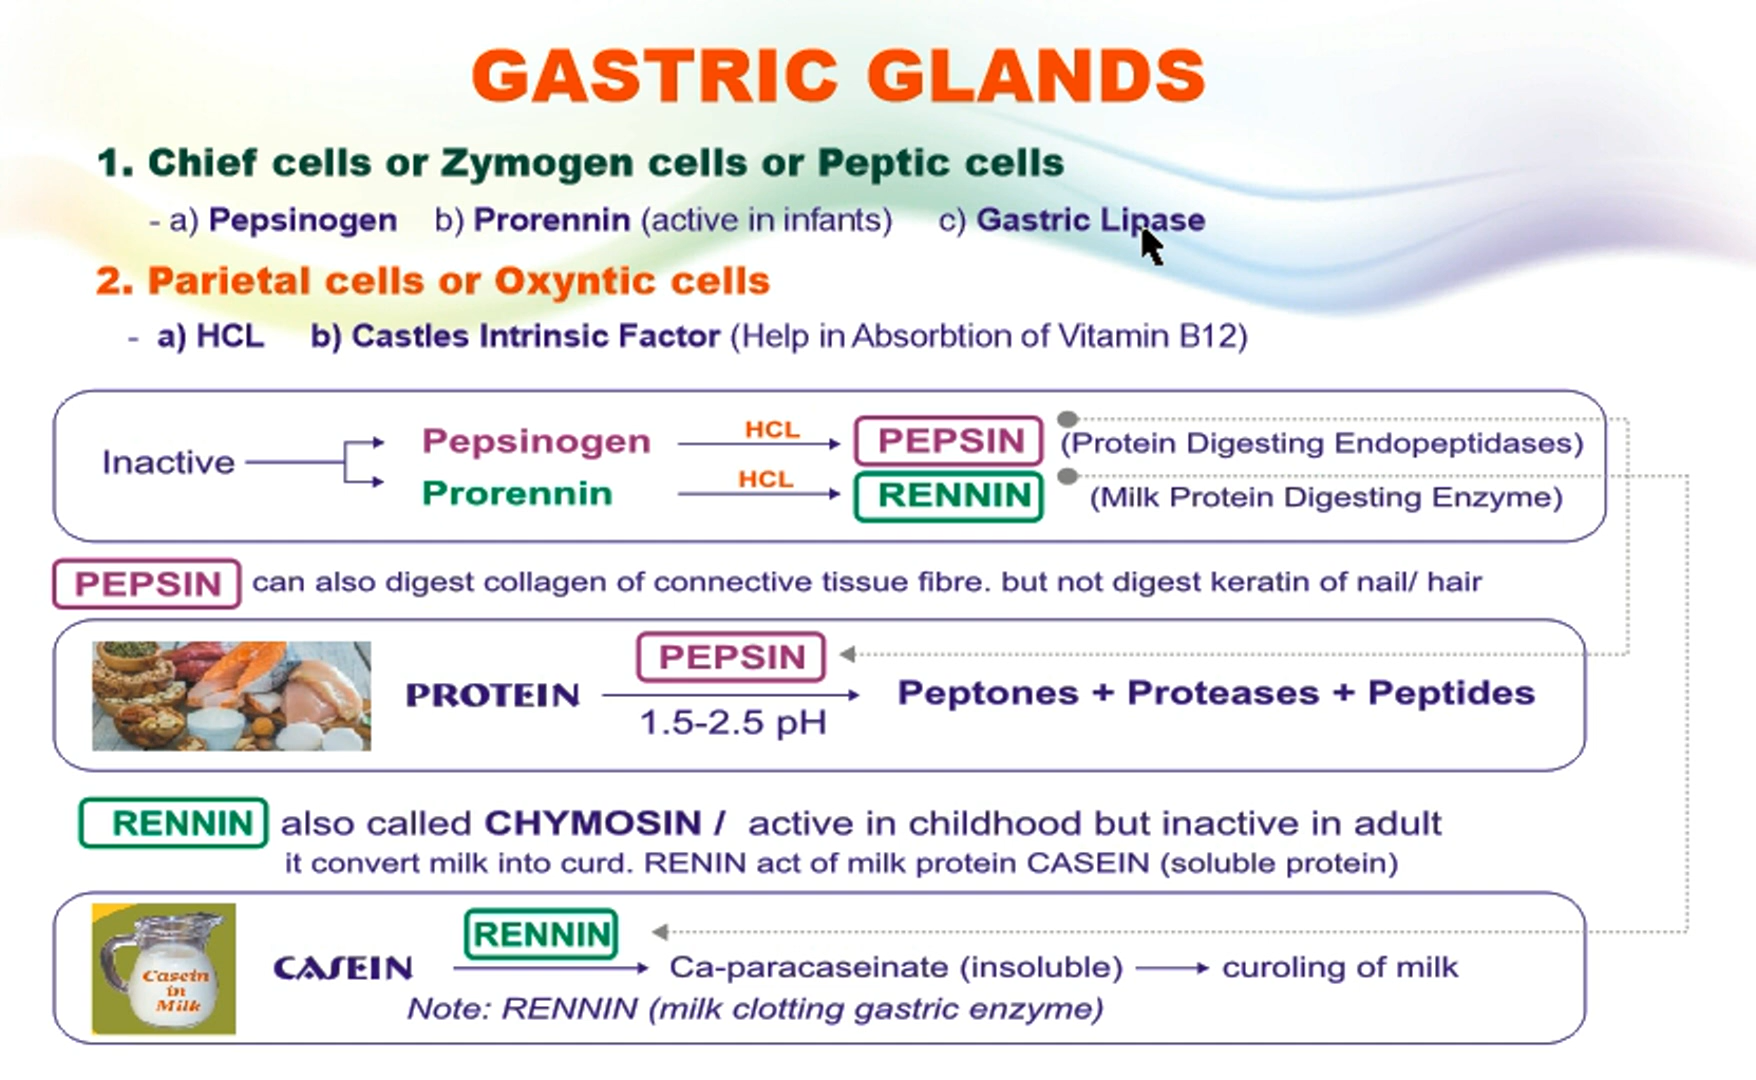 GASTRIC GLANDS
1. Chief cells or Zymogen cells or Peptic cells
- a) Pepsinogen b) Prorennin (active in infants) c) Gastric Lipase
2. Parietal cells or Oxyntic cells
- a) HCL b) Castles Intrinsic Factor (Help in Absorbtion of Vitamin B12)
Inactive Pepsinogen HCL PEPSIN (Protein Digesting Endopeptidases)
Prorennin HCL RENNIN (Milk Protein Digesting Enzyme)
PEPSIN can also digest collagen of connective tissue fibre. but not digest keratin of nail/ hair
PEPSIN
PROTEIN Peptones + Proteases + Peptides
1.5-2.5 pH
RENNIN also called CHYMOSIN / active in childhood but inactive in adult
it convert milk into curd. RENIN act of milk protein CASEIN (soluble protein)
RENNIN
Casein
in
Milk
CASEIN Ca-paracaseinate (insoluble) curoling of milk
Note: RENNIN (milk clotting gastric enzyme)